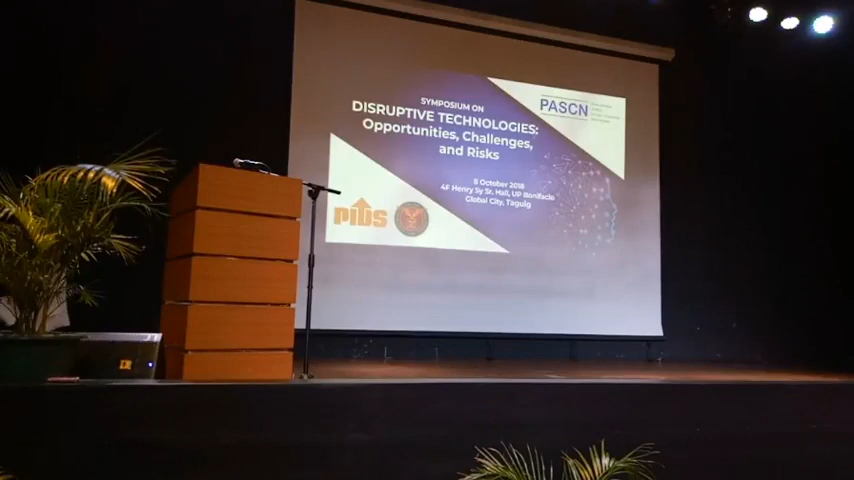 SYMPOSIUM ON
DISRUPTIVE TECHNOLOGIES:
Opportunities, Challenges,
and Risks
PASCN
8 October 2018
4F Henry Sy Sr. Hall, UP Bonifacio
Global City, Taguig
PIDS